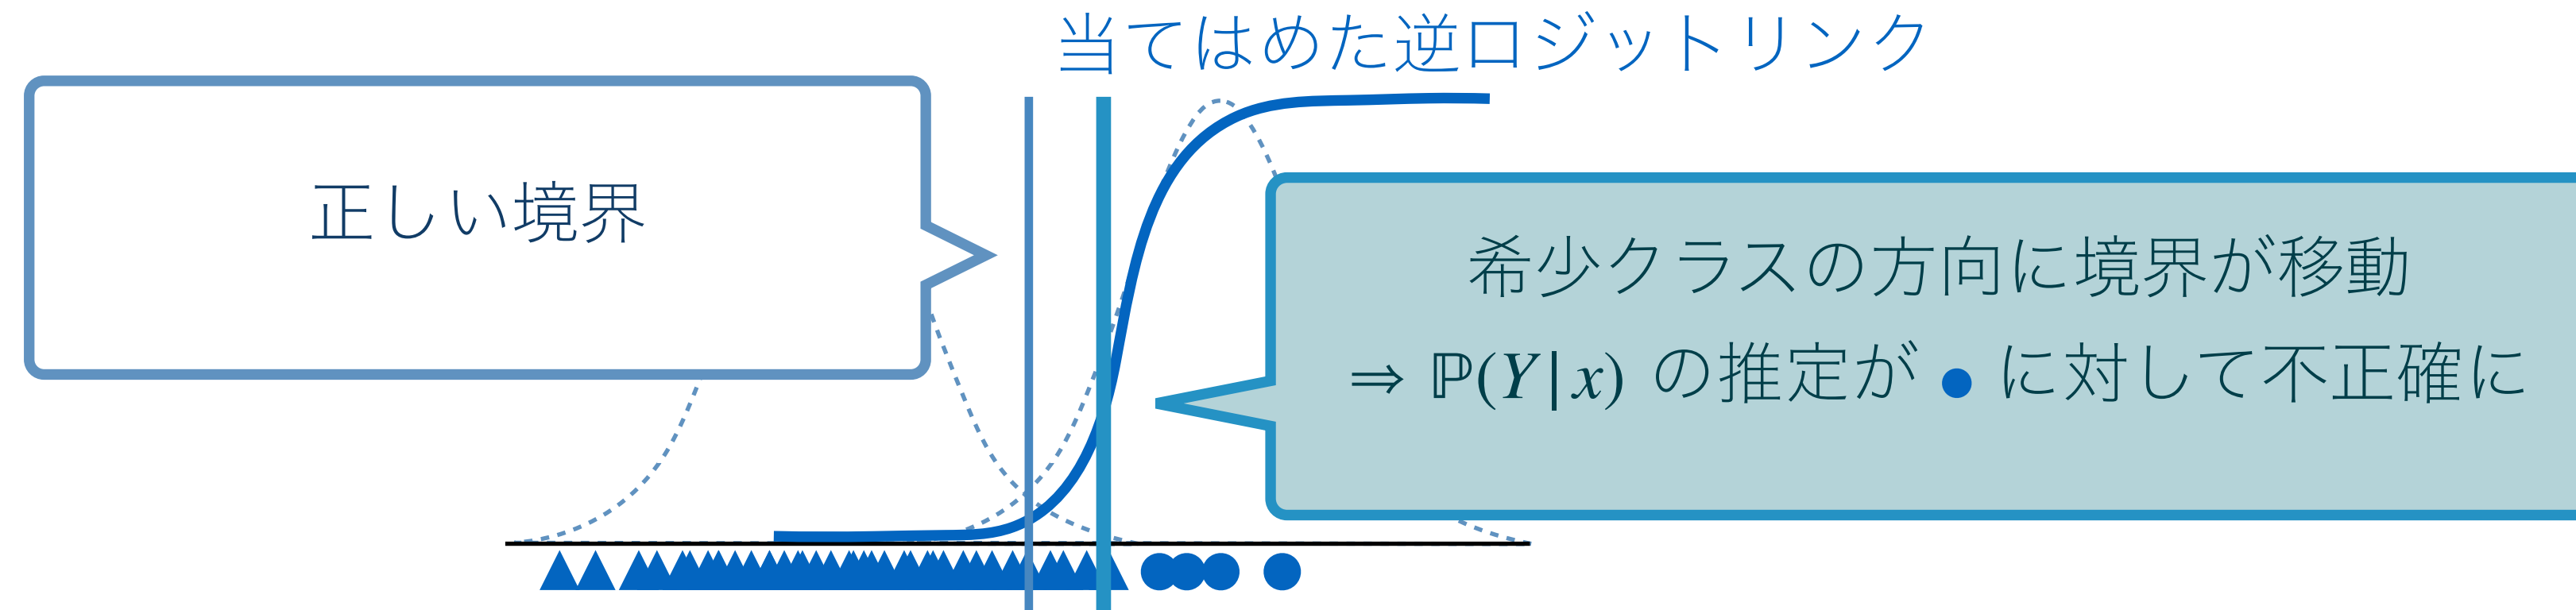 当てはめた逆ロジットリンク
正しい境界
希少クラスの方向に境界が移動
⇒ ℙ(Y|x) の推定が ● に対して不正確に